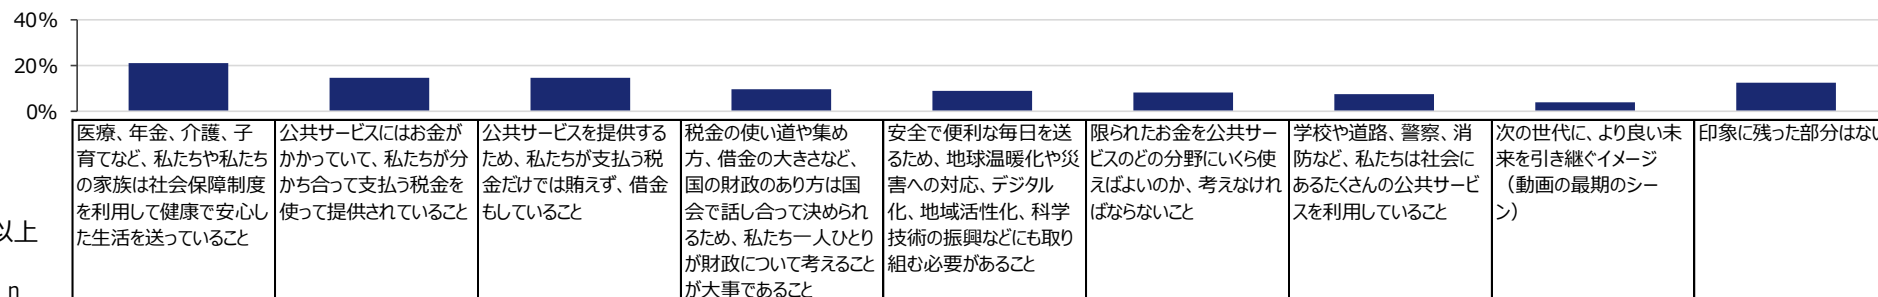 40%
20%
0%
医療、年金、介護、子
育てなど、私たちや私たち
の家族は社会保障制度
を利用して健康で安心し
た生活を送っていること
公共サービスにはお金が
かかっていて、私たちが分
かち合って支払う税金を
使って提供されていること
公共サービスを提供する
ため、私たちが支払う税
金だけでは賄えず、借金
もしていること
税金の使い道や集め
方、借金の大きさなど、
国の財政のあり方は国
会で話し合って決められ
るため、私たち一人ひとり
が財政について考えること
が大事であること
安全で便利な毎日を送
るため、地球温暖化や災
害への対応、デジタル
化、地域活性化、科学
技術の振興などにも取り
組む必要があること
限られたお金を公共サー
ビスのどの分野にいくら使
えばよいのか、考えなけれ
ばならないこと
学校や道路、警察、消
防など、私たちは社会に
あるたくさんの公共サービ
スを利用していること
次の世代に、より良い未
来を引き継ぐイメージ
（動画の最期のシー
ン）
印象に残った部分はない
以上
n